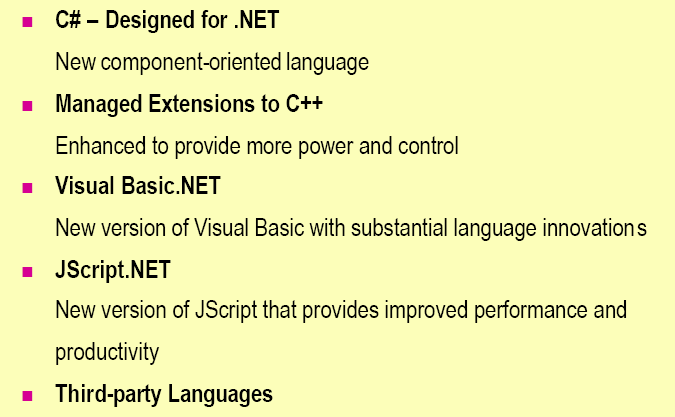 ■ C# – Designed for .NET
New component-oriented language
■ Managed Extensions to C++
Enhanced to provide more power and control
■ Visual Basic.NET
New version of Visual Basic with substantial language innovations
■ JScript.NET
New version of JScript that provides improved performance and
productivity
■ Third-party Languages